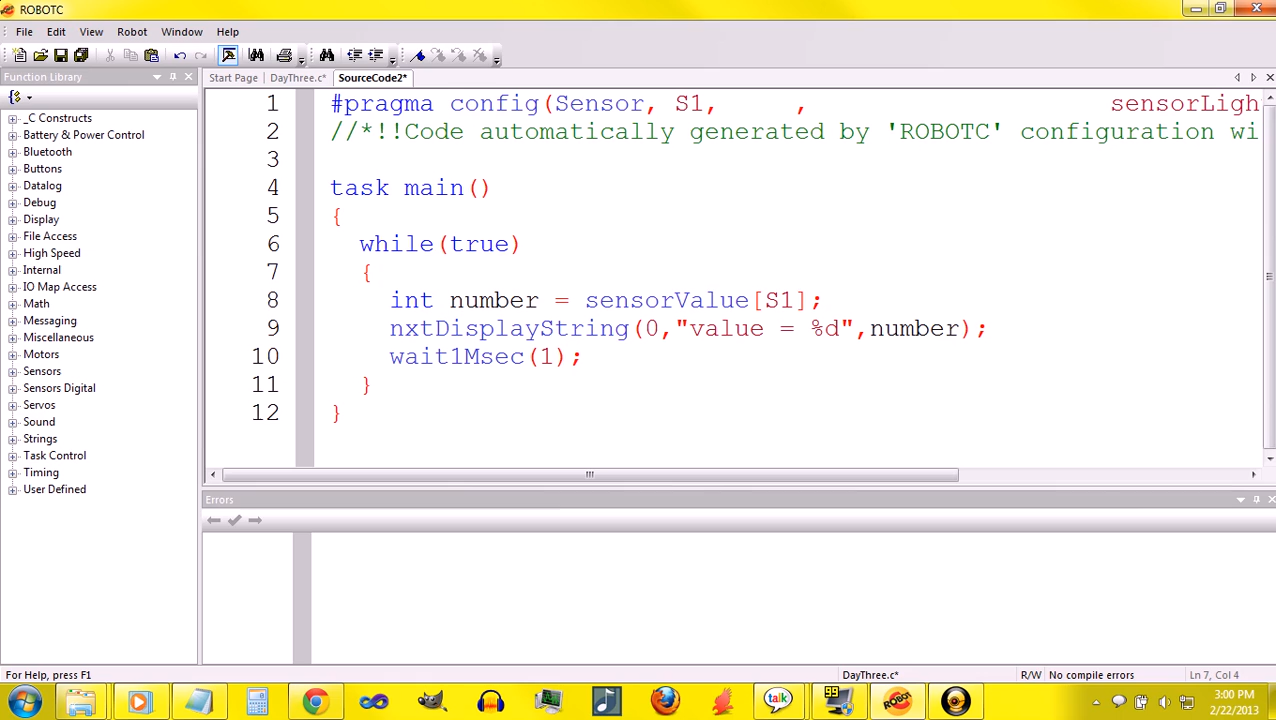 ROBOTC
File Edit View Robot Window Help
Function Library
Start Page DayThree.c* SourceCode2*
_C Constructs
Battery & Power Control
Bluetooth
Buttons
Datalog
Debug
Display
File Access
High Speed
Internal
IO Map Access
Math
Messaging
Miscellaneous
Motors
Sensors
Sensors Digital
Servos
Sound
Strings
Task Control
Timing
User Defined
1 #pragma config(Sensor, S1, , sensorLigh
2 //*!!Code automatically generated by 'ROBOTC' configuration wi
3
4 task main()
5 {
6 while(true)
7 {
8 int number = sensorValue[S1];
9 nxtDisplayString(0,"value = %d",number);
10 wait1Msec(1);
11 }
12 }
Errors
For Help, press F1 DayThree.c* R/W No compile errors Ln 7, Col 4
talk 99 ROBOT
3:00 PM
2/22/2013